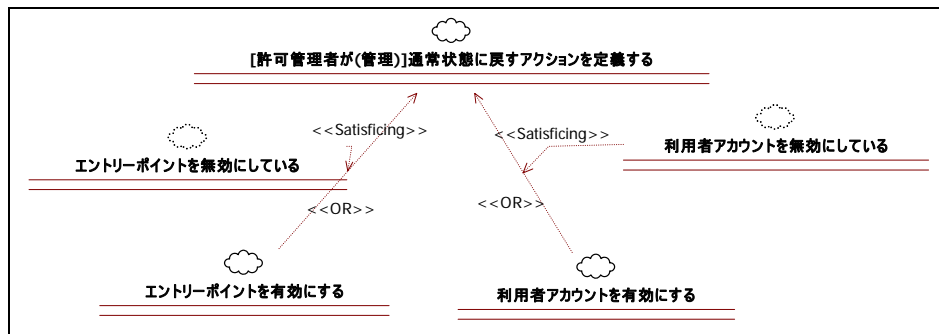 [許可管理者が(管理)]通常状態に戻すアクションを定義する
<<Satisficing>>
<<Satisficing>>
エントリーポイントを無効にしている
利用者アカウントを無効にしている
<<OR>>
<<OR>>
エントリーポイントを有効にする
利用者アカウントを有効にする